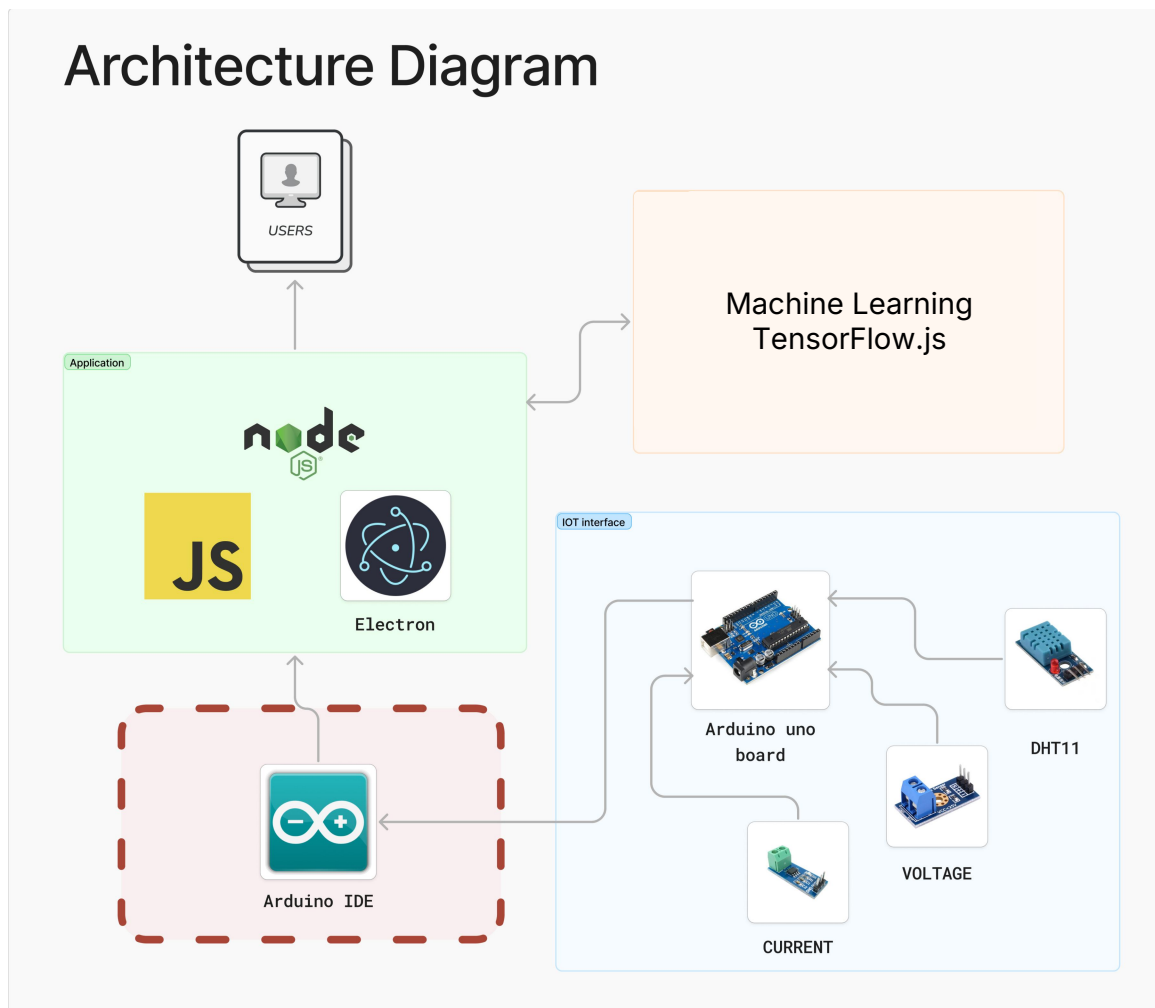 Architecture Diagram
USERS
Machine Learning
TensorFlow.js
Application
node
JS
JS
Electron
IOT interface
Arduino uno
board
DHT11
VOLTAGE
Arduino IDE
CURRENT